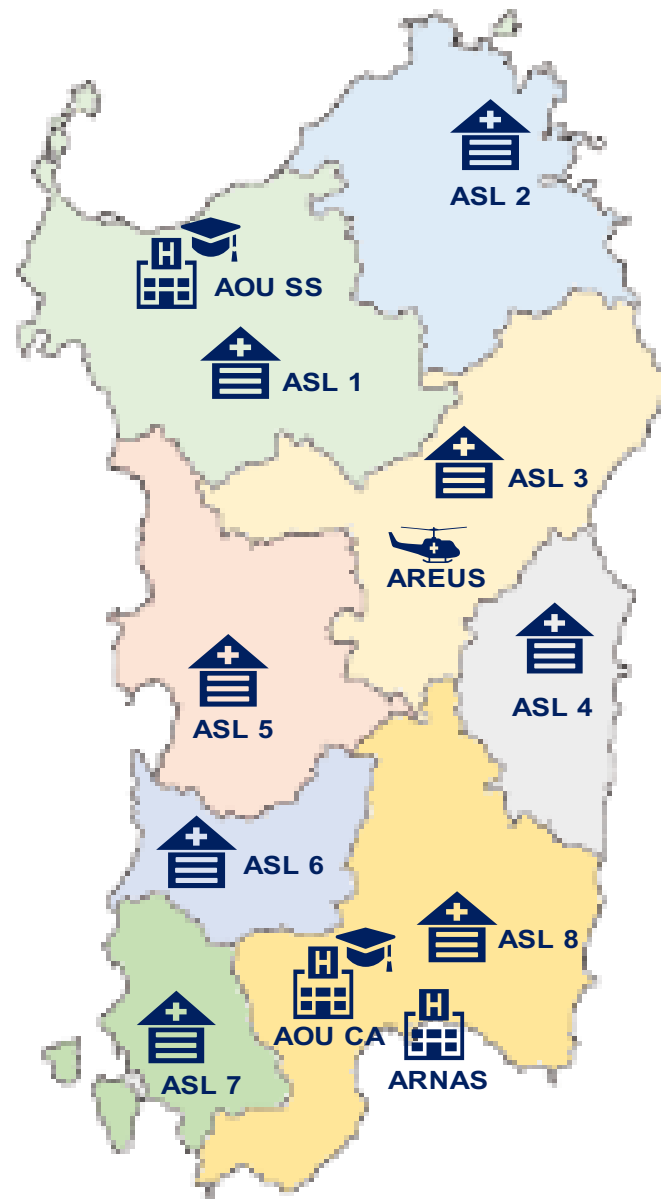 ASL 2
AOU SS
ASL 1
ASL 3
AREUS
ASL 4
ASL 5
ASL 6
ASL 8
AOU CA
ARNAS
ASL 7
H
H
H